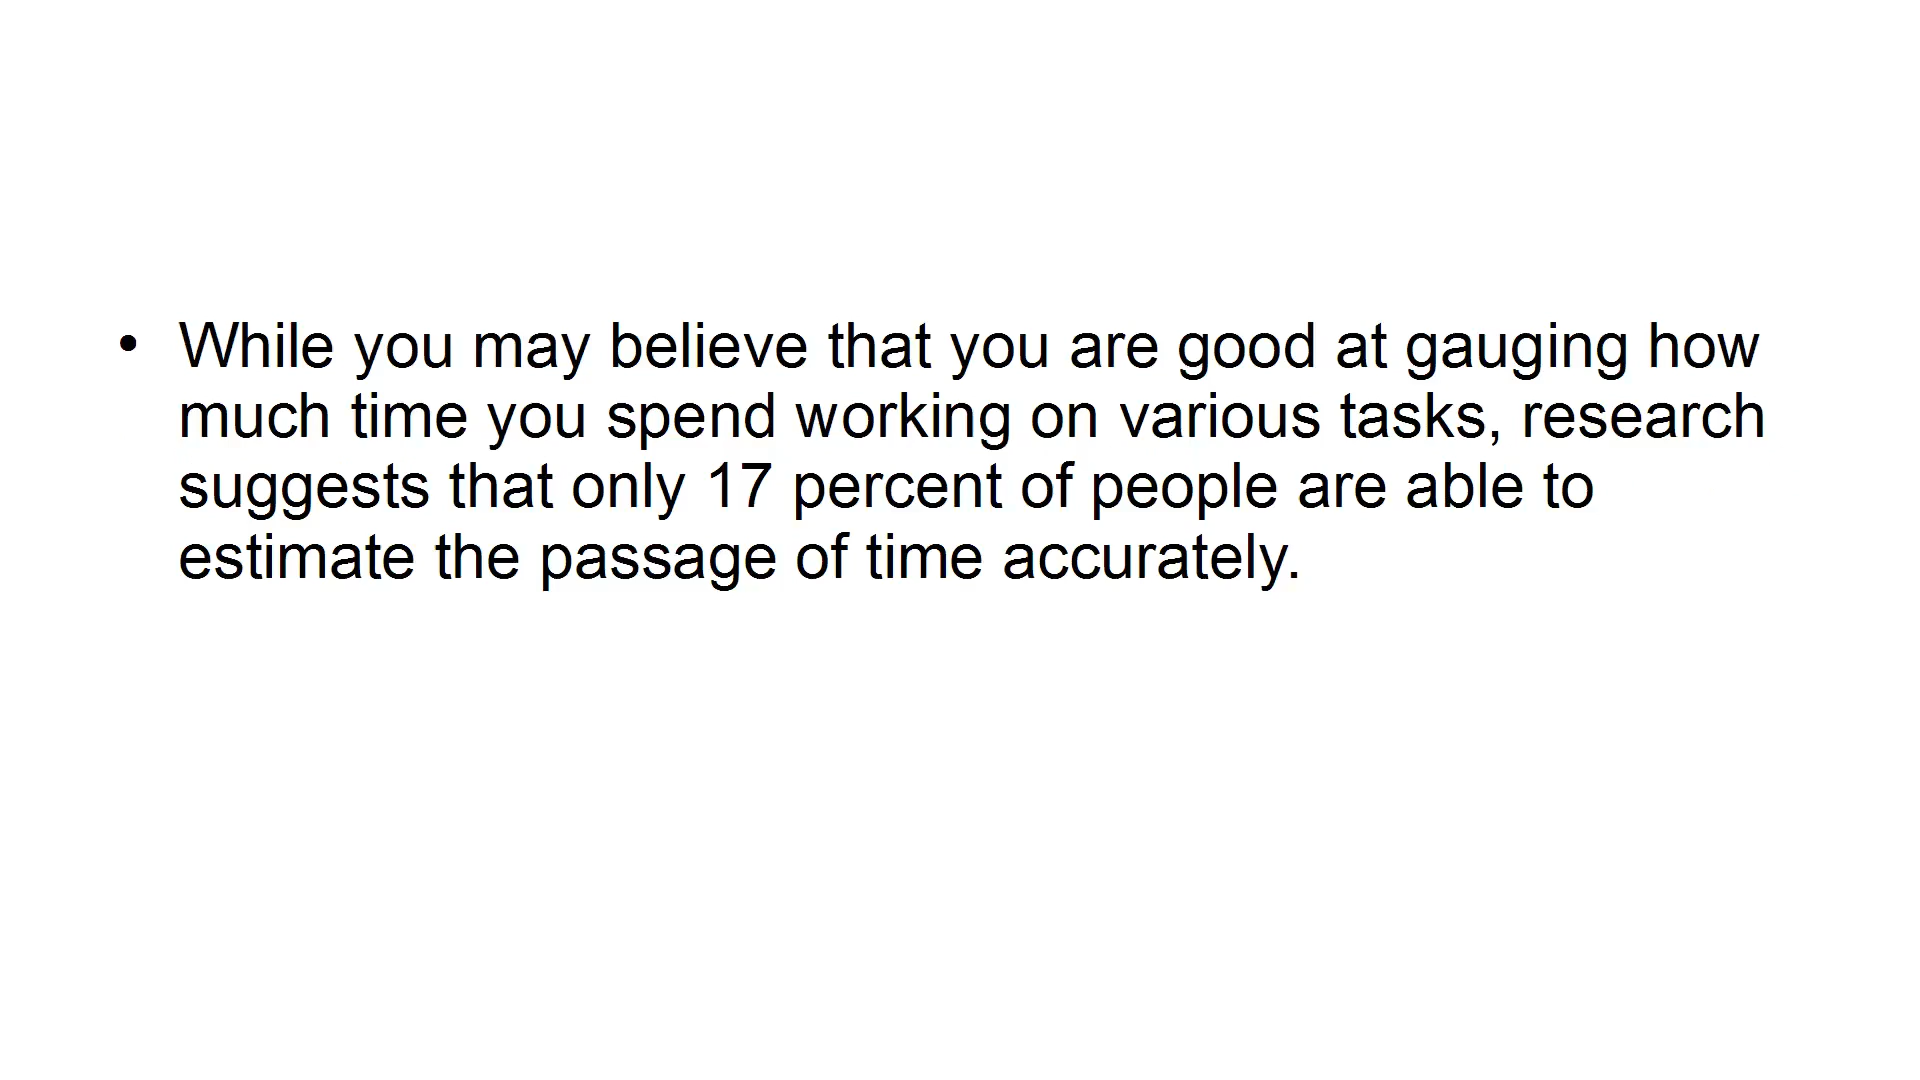 • While you may believe that you are good at gauging how
much time you spend working on various tasks, research
suggests that only 17 percent of people are able to
estimate the passage of time accurately.